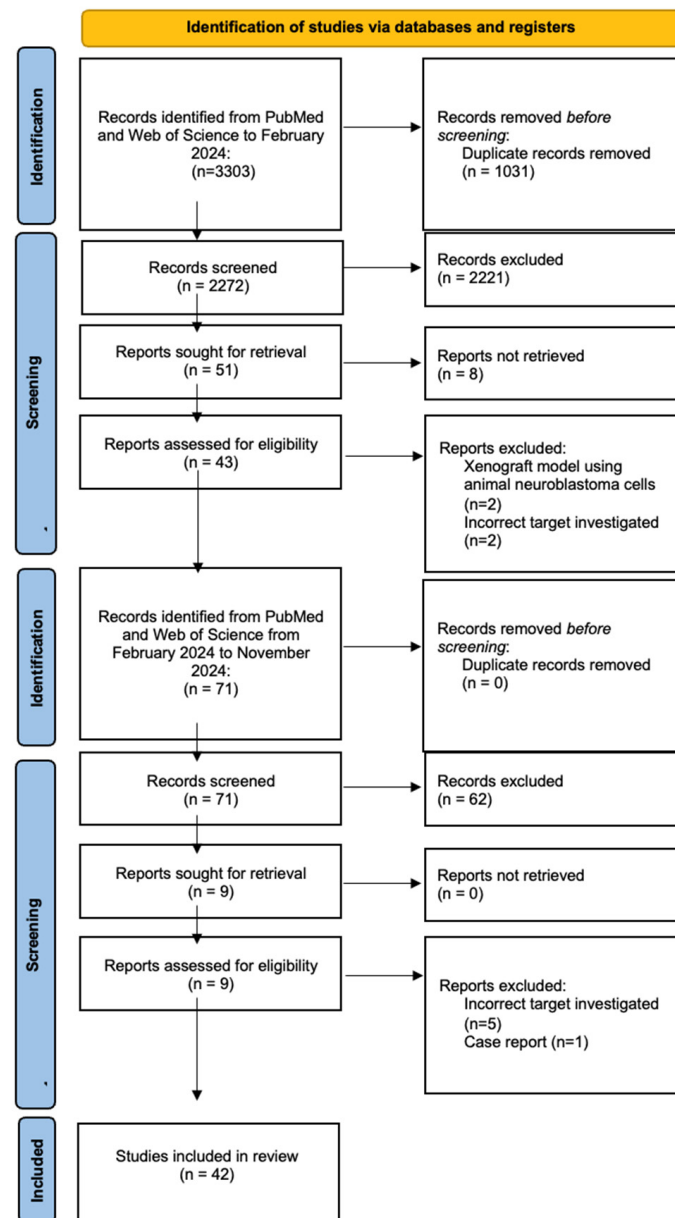 Identification of studies via databases and registers
Identification
Records identified from PubMed
and Web of Science to February
2024:
(n=3303)
Records removed before
screening:
Duplicate records removed
(n = 1031)
Screening
Records screened
(n = 2272)
Records excluded
(n = 2221)
Reports sought for retrieval
(n = 51)
Reports not retrieved
(n = 8)
Reports assessed for eligibility
(n = 43)
Reports excluded:
Xenograft model using
animal neuroblastoma cells
(n=2)
Incorrect target investigated
(n=2)
Identification
Records identified from PubMed
and Web of Science from
February 2024 to November
2024:
(n = 71)
Records removed before
screening:
Duplicate records removed
(n = 0)
Screening
Records screened
(n = 71)
Records excluded
(n = 62)
Reports sought for retrieval
(n = 9)
Reports not retrieved
(n = 0)
Reports assessed for eligibility
(n = 9)
Reports excluded:
Incorrect target investigated
(n=5)
Case report (n=1)
Included
Studies included in review
(n = 42)